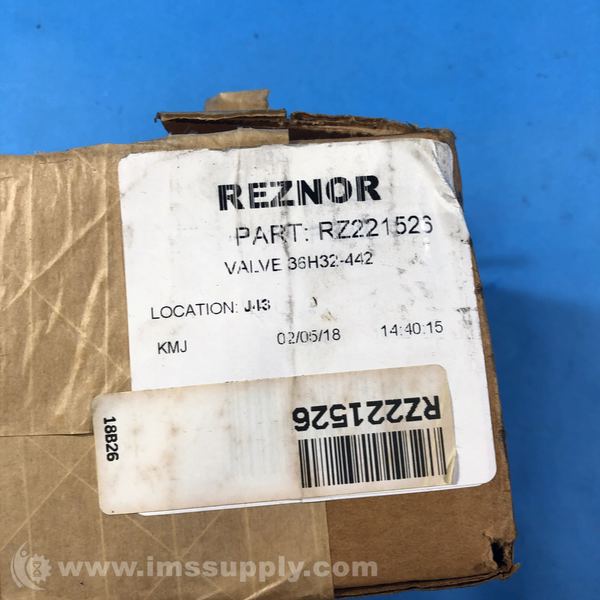 REZNOR
PART: RZ221526
VALVE 36H32-442
LOCATION: J43
KMJ 02/05/18 14:40:15
RZ221526
18B26
www.imssupply.com